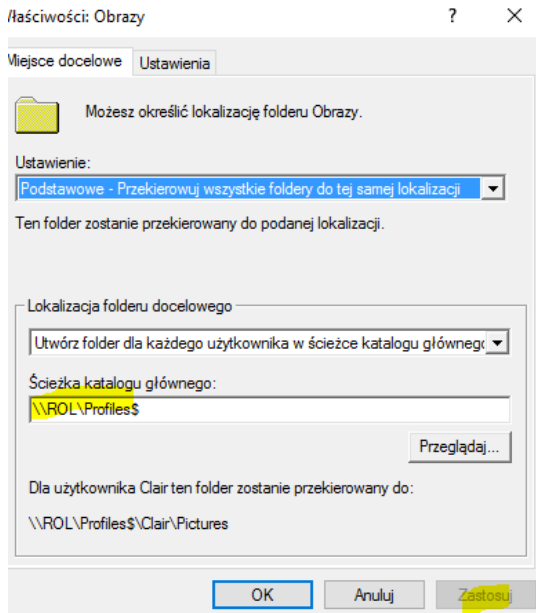 Właściwości: Obrazy ? ×
Miejsce docelowe Ustawienia
Możesz określić lokalizację folderu Obrazy.
Ustawienie:
Podstawowe - Przekierowuj wszystkie foldery do tej samej lokalizacji
Ten folder zostanie przekierowany do podanej lokalizacji.
Lokalizacja folderu docelowego
Utwórz folder dla każdego użytkownika w ścieżce katalogu główneg
Ścieżka katalogu głównego:
\\ROL\Profiles$
Przeglądaj...
Dla użytkownika Clair ten folder zostanie przekierowany do:
\\ROL\Profiles$\Clair\Pictures
OK Anuluj Zastosuj